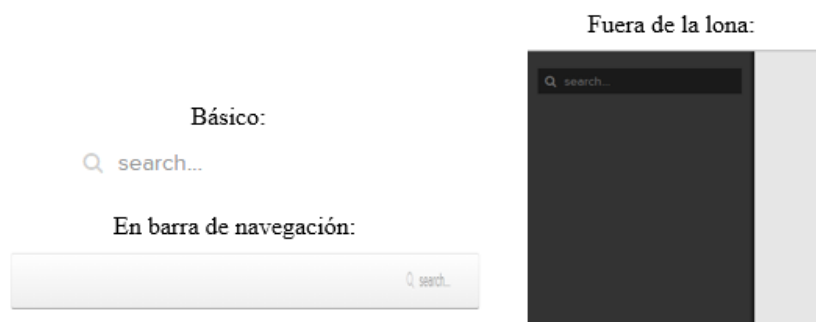 Fuera de la lona:
search...
Básico:
search...
En barra de navegación:
search...